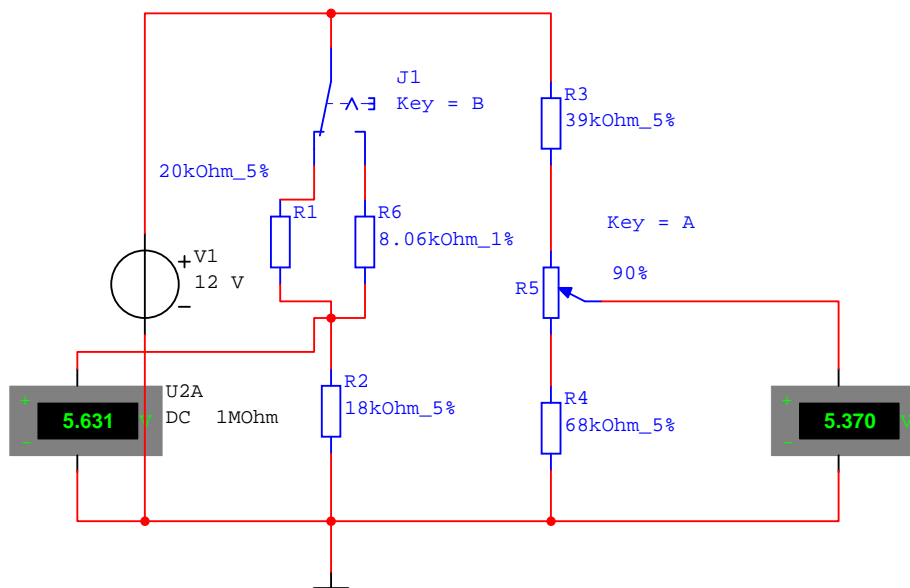 J1
Key = B
R3
39kOhm_5%
20kOhm_5%
R1
R6
8.06kOhm_1%
Key = A
V1
12 V
90%
R5
U2A
DC 1MOhm
5.631 V
R2
18kOhm_5%
R4
68kOhm_5%
5.370 V